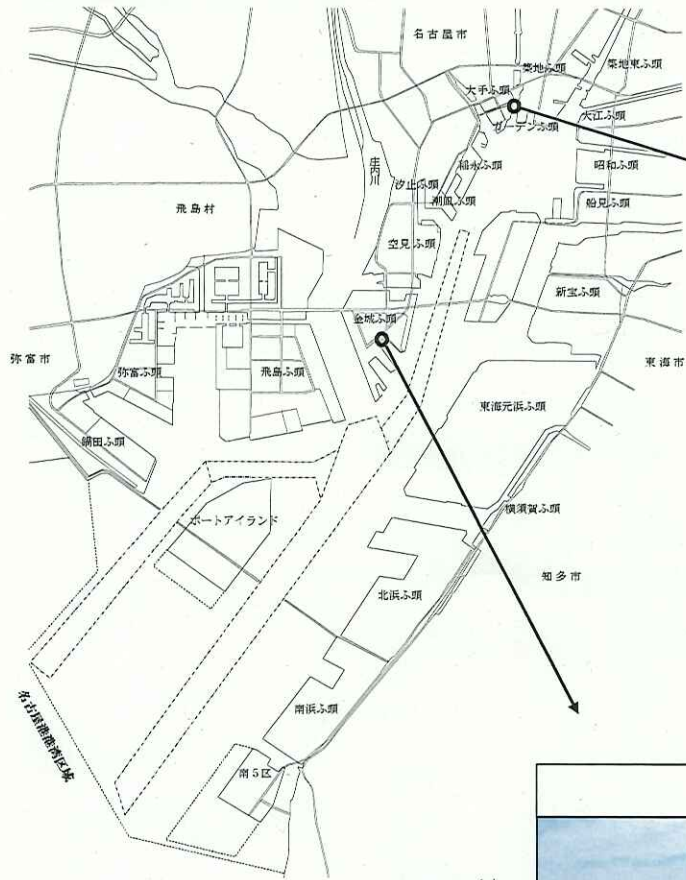 名古屋市
築地ふ頭
築地東ふ頭
大手ふ頭
ガーデンふ頭
大江ふ頭
稲永ふ頭
昭和ふ頭
庄内川
汐止ふ頭
潮凪ふ頭
船見ふ頭
飛島村
空見ふ頭
新宝ふ頭
金城ふ頭
弥富市
弥富ふ頭
飛島ふ頭
東海市
東海元浜ふ頭
鍋田ふ頭
横須賀ふ頭
ポートアイランド
知多市
北浜ふ頭
南浜ふ頭
名古屋港港湾区域
南5区